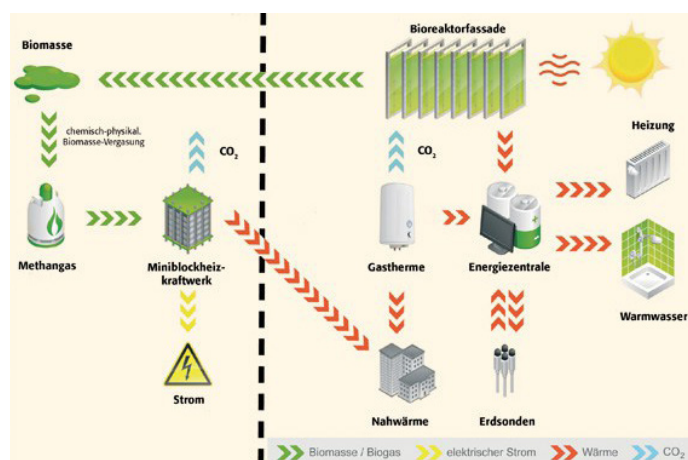 Bioreaktorfassade
Biomasse
chemisch-physikal.
Biomasse-Vergasung
CO₂
CO₂
Heizung
Methangas
Miniblockheiz-
kraftwerk
Gastherme
Energiezentrale
Warmwasser
Strom
Nahwärme
Erdsonden
Biomasse / Biogas
elektrischer Strom
Wärme
CO₂